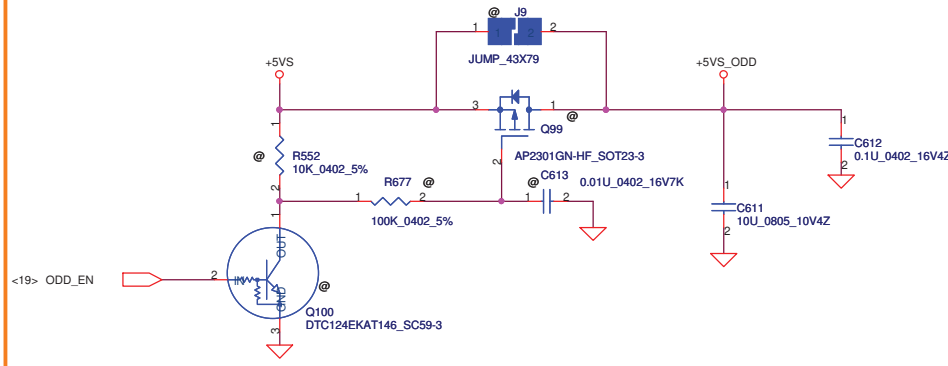 @
J9
1
1
2
2
JUMP_43X79
+5VS
+5VS_ODD
3
1
@
Q99
1
1
@
R552
10K_0402_5%
2
2
AP2301GN-HF_SOT23-3
C612
0.1U_0402_16V4Z
2
R677
@
@
C613
0.01U_0402_16V7K
1
2
1
2
100K_0402_5%
1
C611
10U_0805_10V4Z
2
1
OUT
<19> ODD_EN
2
IN
@
GND
Q100
DTC124EKAT146_SC59-3
3